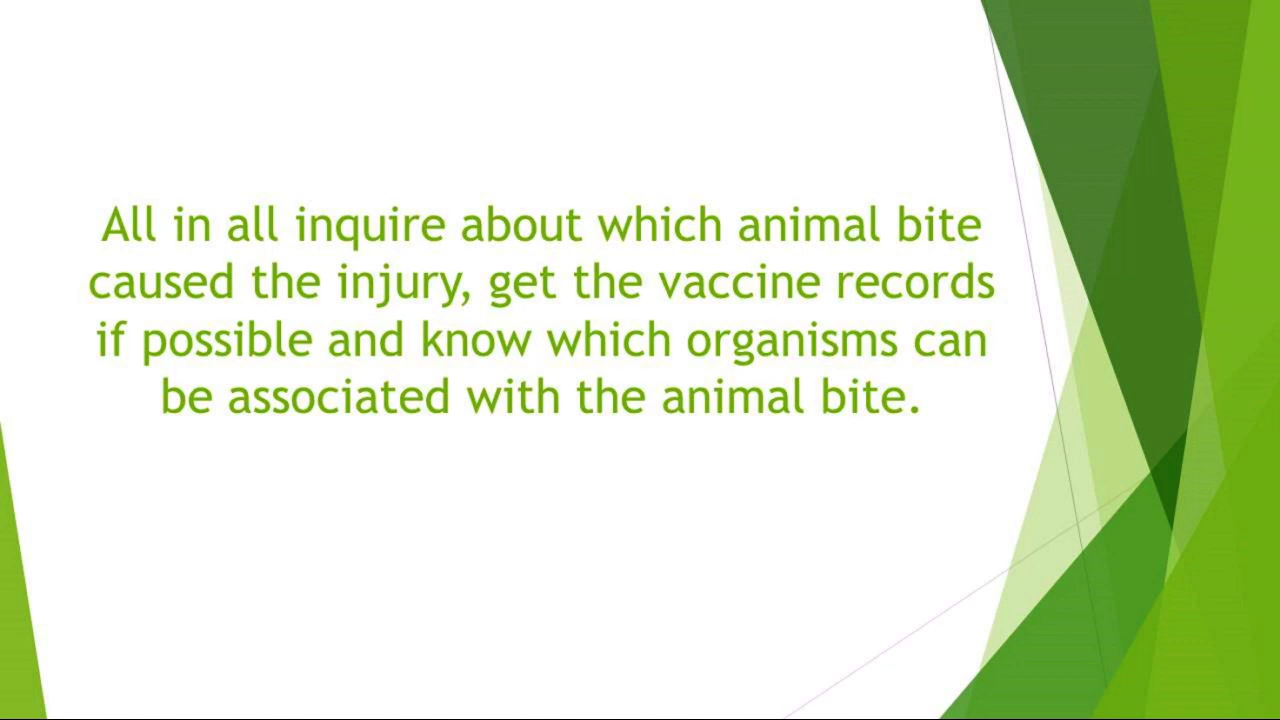 All in all inquire about which animal bite
caused the injury, get the vaccine records
if possible and know which organisms can
be associated with the animal bite.